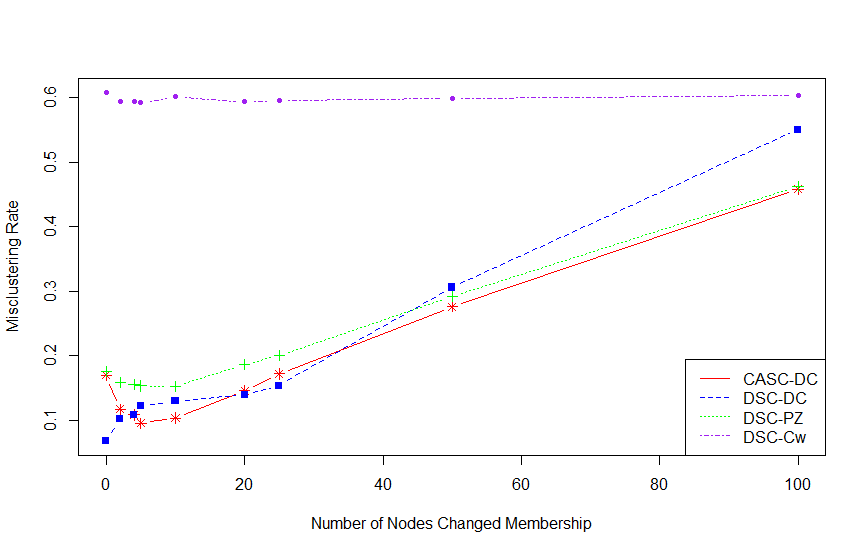 0.6
0.5
0.4
0.3
0.2
0.1
Misclustering Rate
CASC-DC
DSC-DC
DSC-PZ
DSC-Cw
0 20 40 60 80 100
Number of Nodes Changed Membership